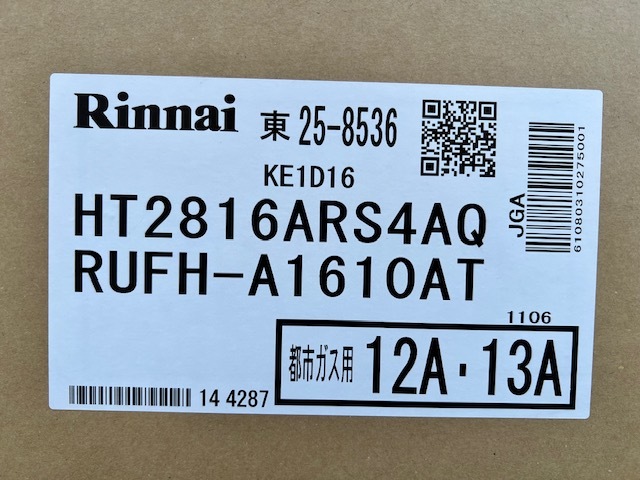 Rinnai 東 25-8536
KE1D16
HT2816ARS4AQ
RUFH-A1610AT
JGA
61080310275001
1106
都市ガス用 12A・13A
14 4287